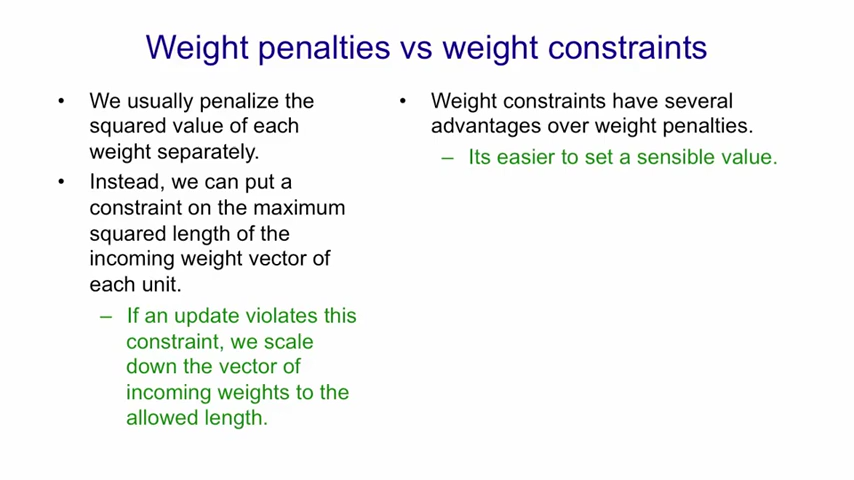 Weight penalties vs weight constraints
• We usually penalize the
squared value of each
weight separately.
• Instead, we can put a
constraint on the maximum
squared length of the
incoming weight vector of
each unit.
– If an update violates this
constraint, we scale
down the vector of
incoming weights to the
allowed length.
• Weight constraints have several
advantages over weight penalties.
– Its easier to set a sensible value.